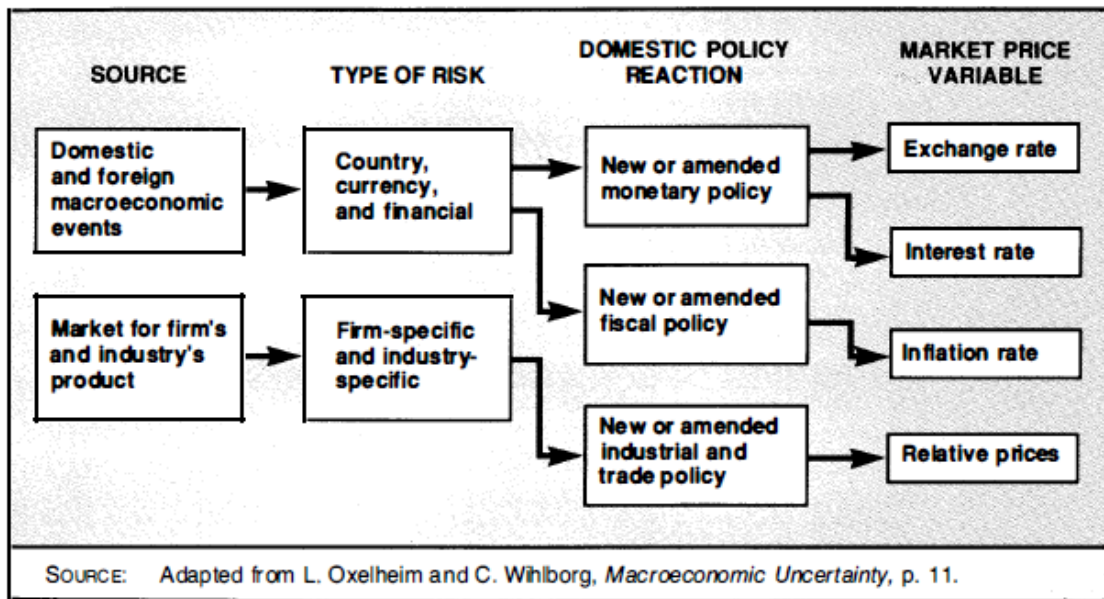 SOURCE
TYPE OF RISK
DOMESTIC POLICY
REACTION
MARKET PRICE
VARIABLE
Domestic
and foreign
macroeconomic
events
Country,
currency,
and financial
New or amended
monetary policy
Exchange rate
Interest rate
Market for firm's
and industry's
product
Firm-specific
and industry-
specific
New or amended
fiscal policy
Inflation rate
New or amended
industrial and
trade policy
Relative prices
SOURCE: Adapted from L. Oxelheim and C. Wihlborg, Macroeconomic Uncertainty, p. 11.